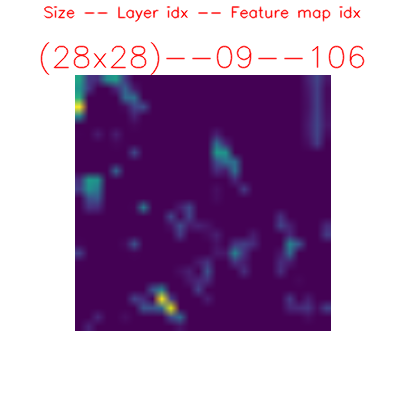 Size -- Layer idx -- Feature map idx
(28x28)--09--106